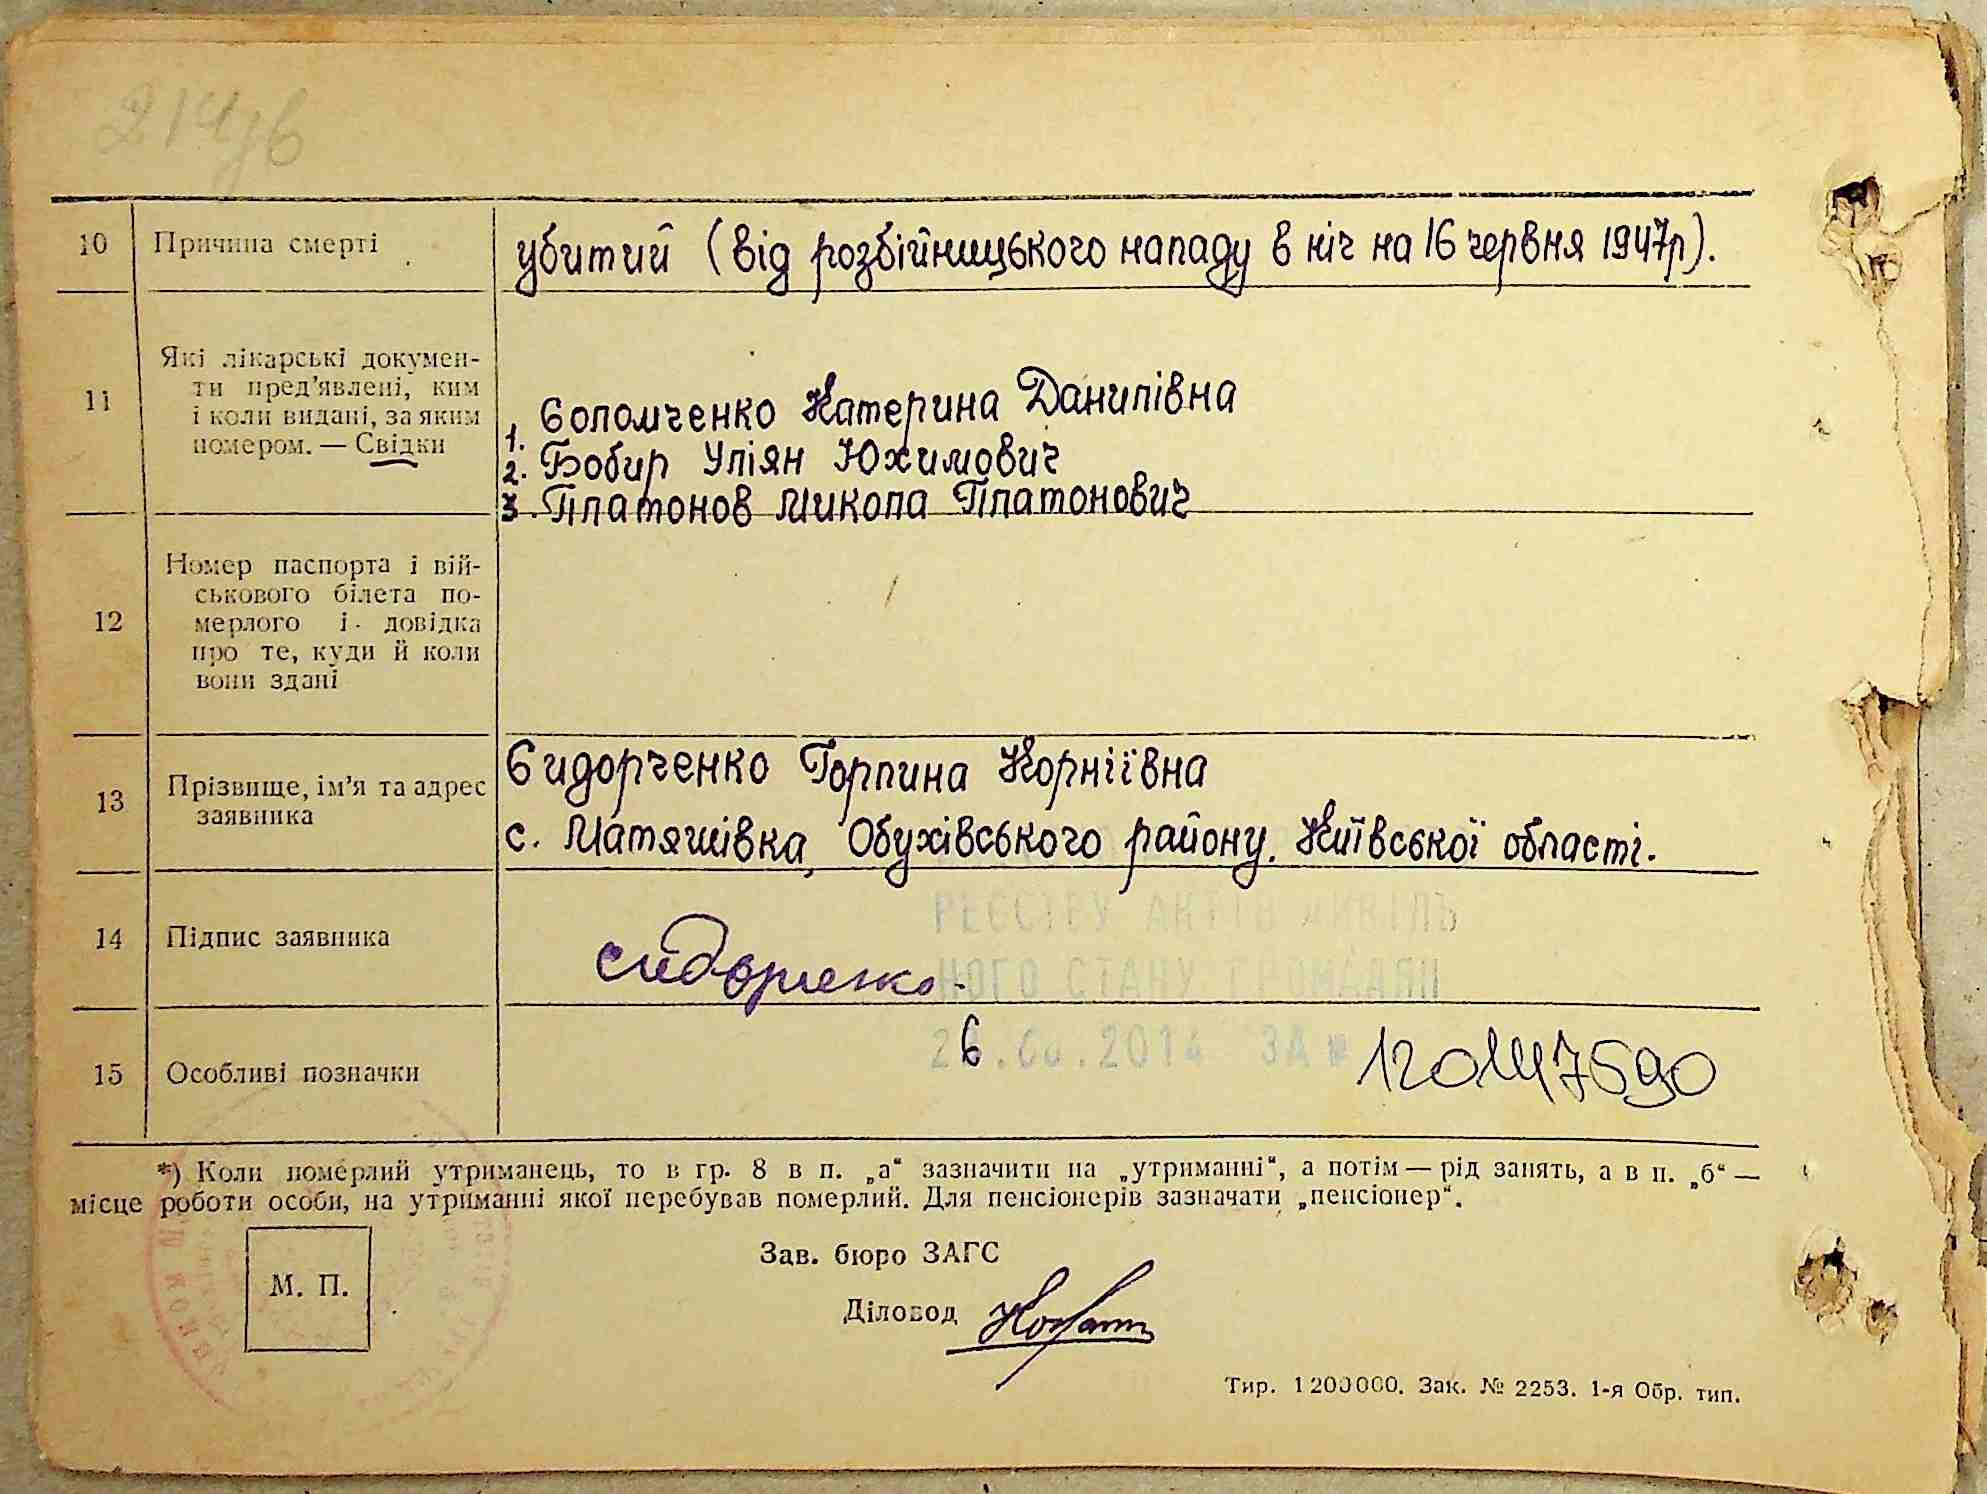 10 Причина смерті убитий (від розбійницького нападу в ніч на 16 червня 1947р).
11 Які лікарські докумен-
ти пред'явлені, ким
і коли видані, за яким
номером. — Свідки
1. Соломченко Катерина Данилівна
2. Бобир Уліян Юхимович
3. Платонов Микола Платонович
12 Номер паспорта і вій-
ськового білета по-
мерлого і довідка
про те, куди й коли
вони здані
13 Прізвище, ім'я та адрес
заявника
Сидорченко Горпина Корніївна
с. Матяшівка, Обухівського району. Київської області.
14 Підпис заявника Сидорченко
РЕЄСТРУ АКТІВ ЦИВІЛЬ
НОГО СТАНУ ГРОМАДЯН
2014 ЗА №
15 Особливі позначки
*) Коли померлий утриманець, то в гр. 8 в п. „а“ зазначити на „утриманні“, а потім — рід занять, а в п. „б“ —
місце роботи особи, на утриманні якої перебував померлий. Для пенсіонерів зазначати „пенсіонер“.
М. П.
Зав. бюро ЗАГС
Діловод
Тир. 1200000. Зак. № 2253. 1-я Обр. тип.